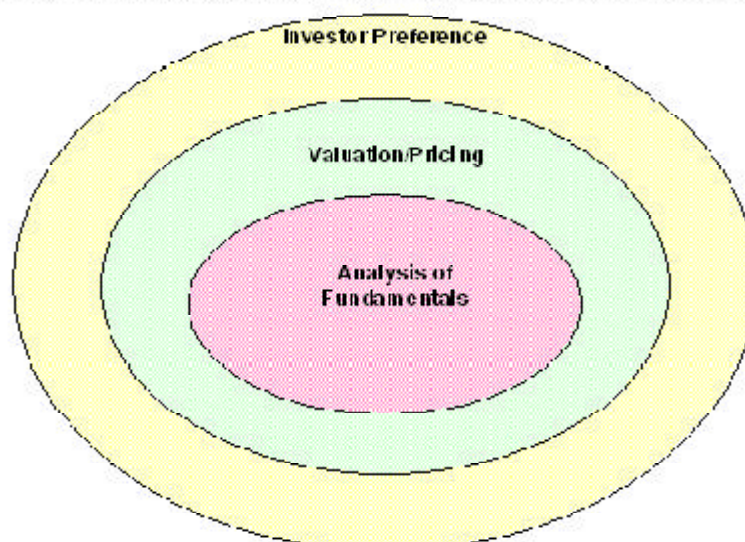 Investor Preference
Valuation/Pricing
Analysis of
Fundamentals